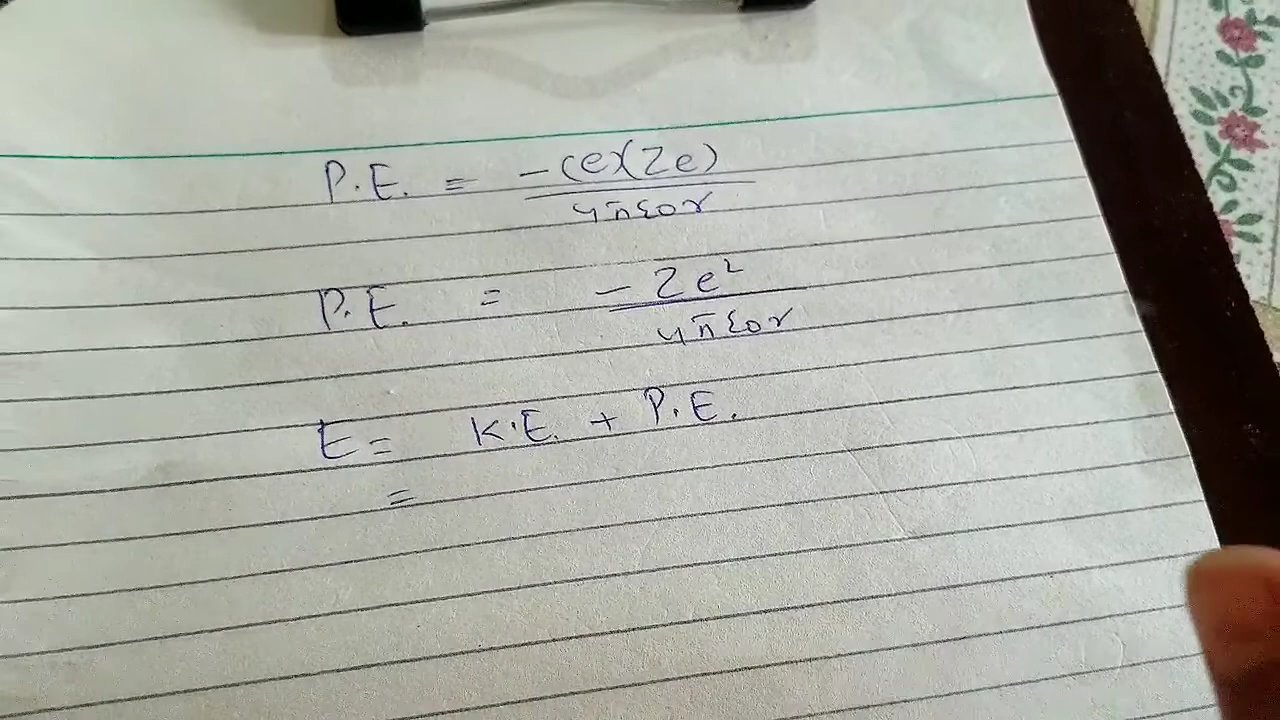 P.E. = -(e)(Ze) / 4πε0r
P.E. = - Ze² / 4πε0r
E = K.E. + P.E.
=